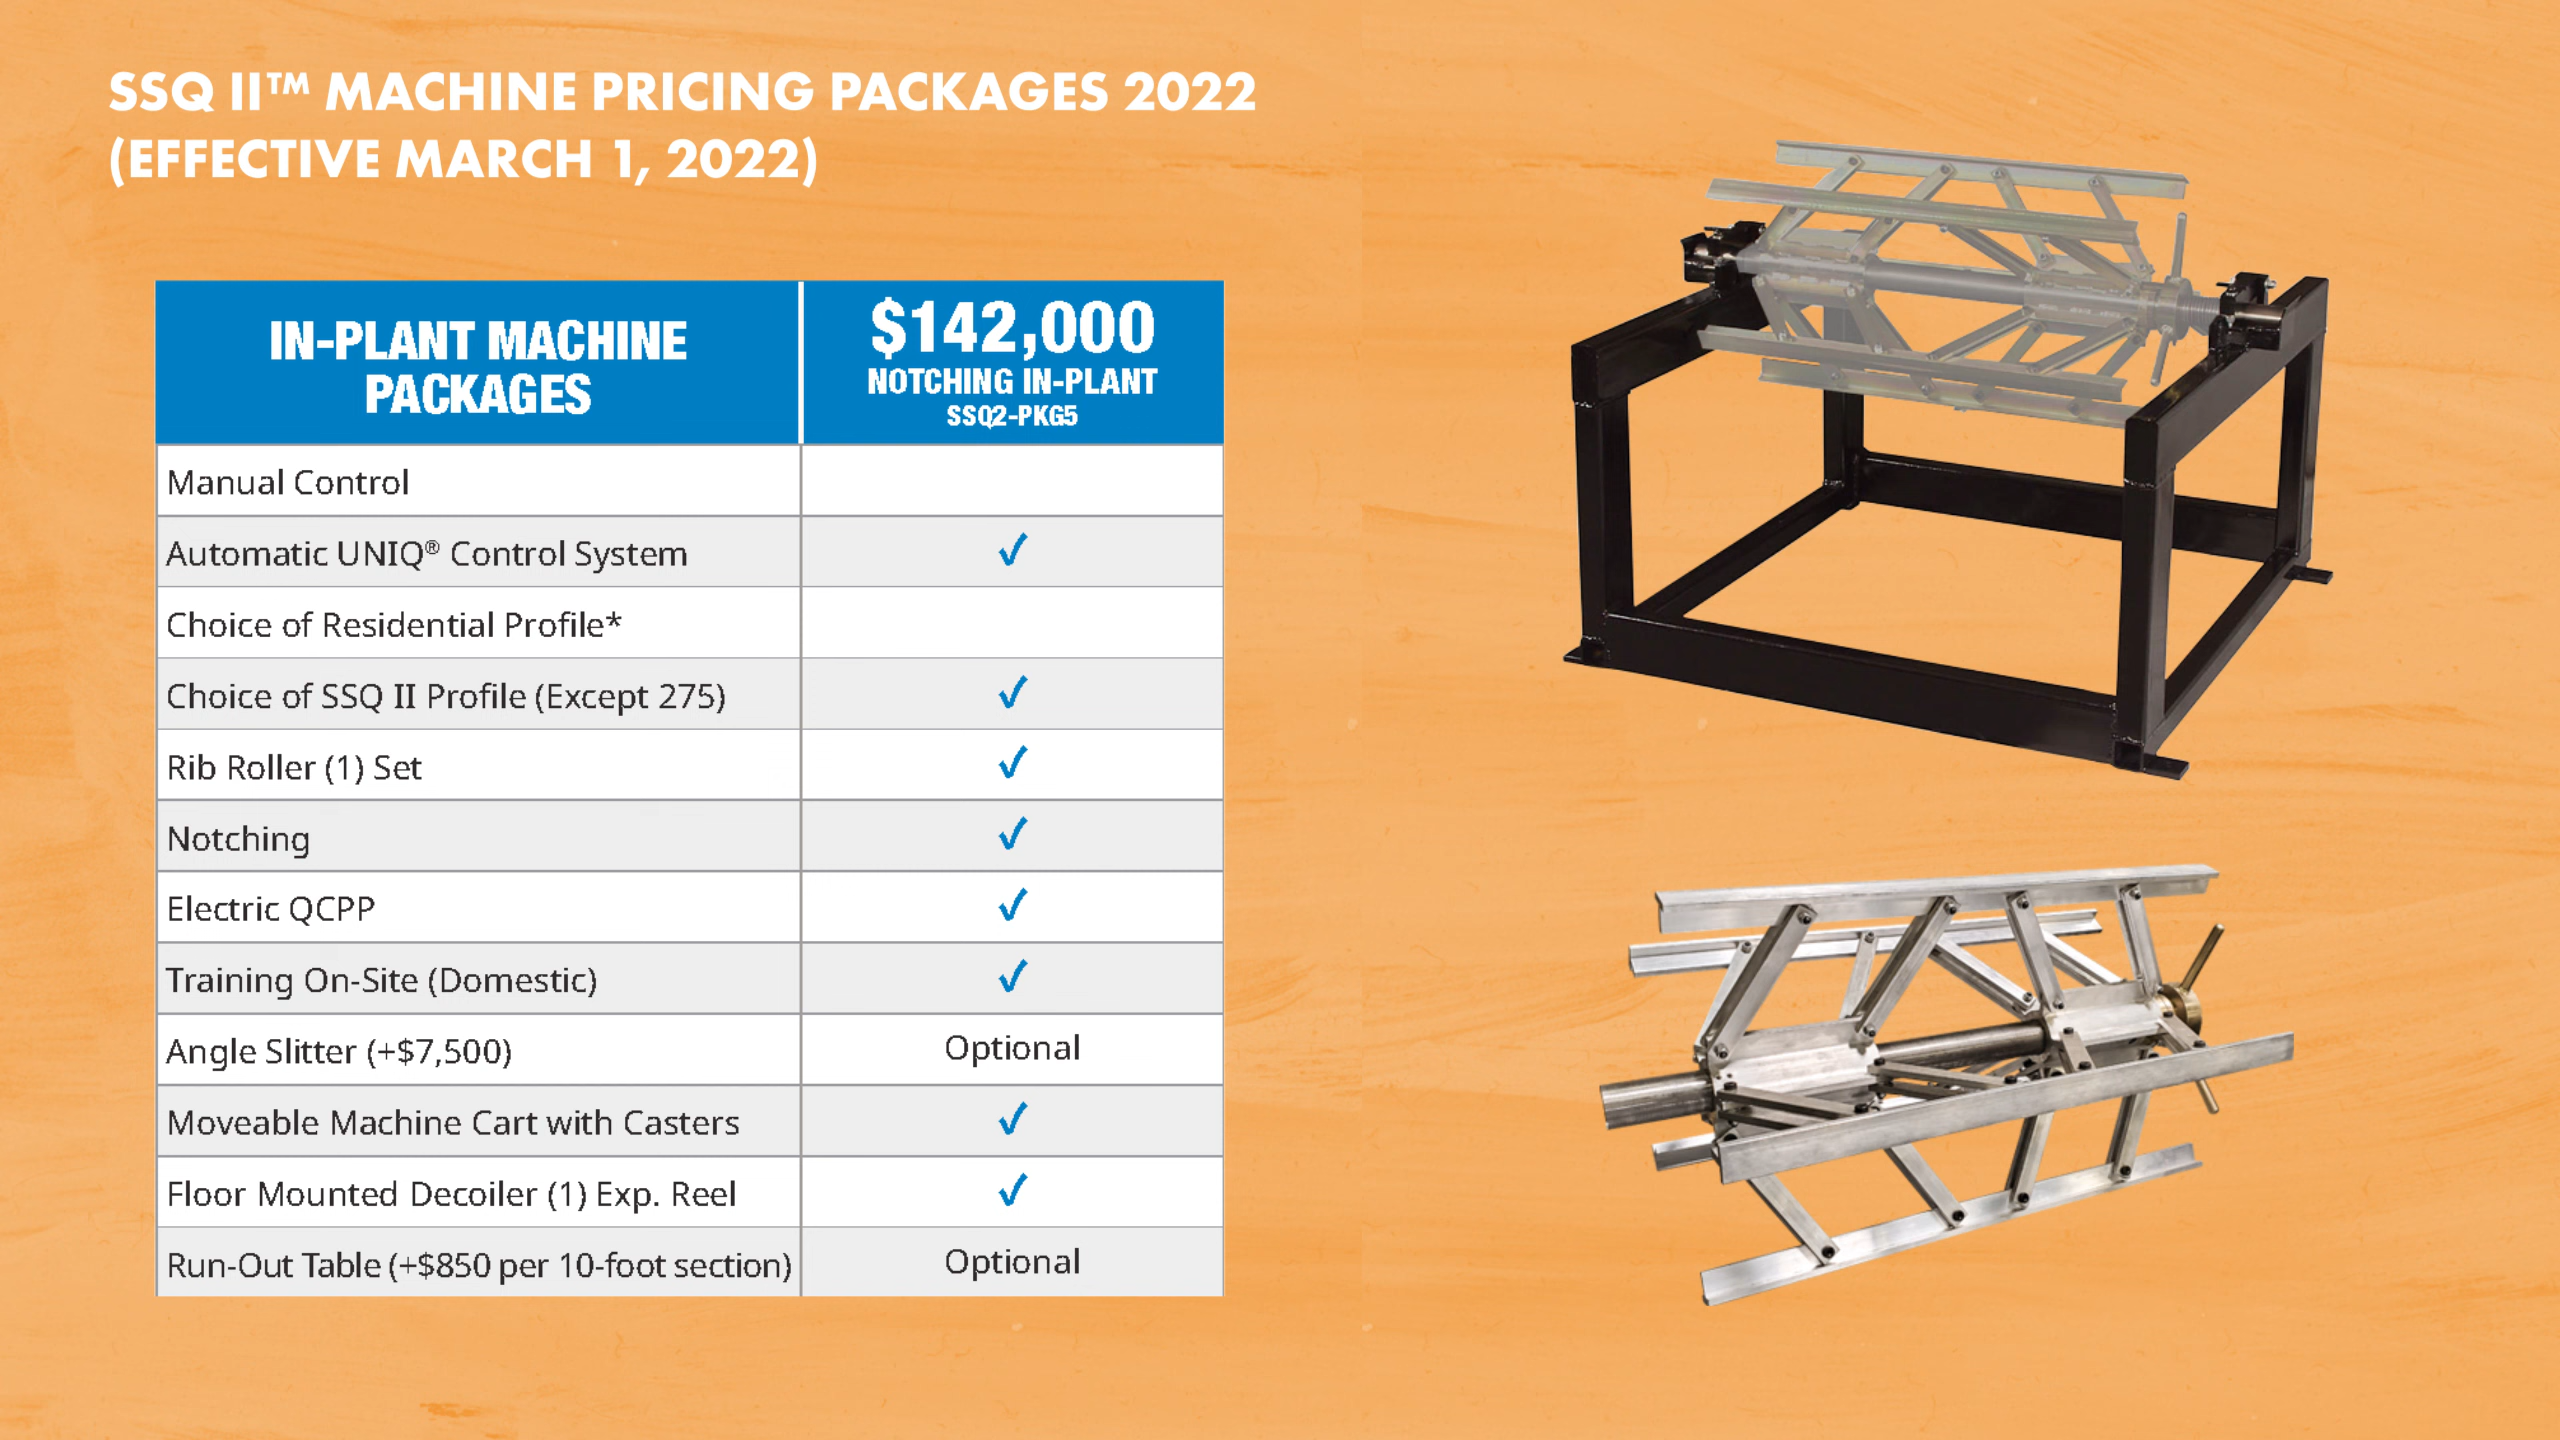 SSQ II™ MACHINE PRICING PACKAGES 2022
(EFFECTIVE MARCH 1, 2022)
IN-PLANT MACHINE
PACKAGES
$142,000
NOTCHING IN-PLANT
SSQ2-PKG5
Manual Control
Automatic UNIQ® Control System ✓
Choice of Residential Profile*
Choice of SSQ II Profile (Except 275) ✓
Rib Roller (1) Set ✓
Notching ✓
Electric QCPP ✓
Training On-Site (Domestic) ✓
Angle Slitter (+$7,500) Optional
Moveable Machine Cart with Casters ✓
Floor Mounted Decoiler (1) Exp. Reel ✓
Run-Out Table (+$850 per 10-foot section) Optional